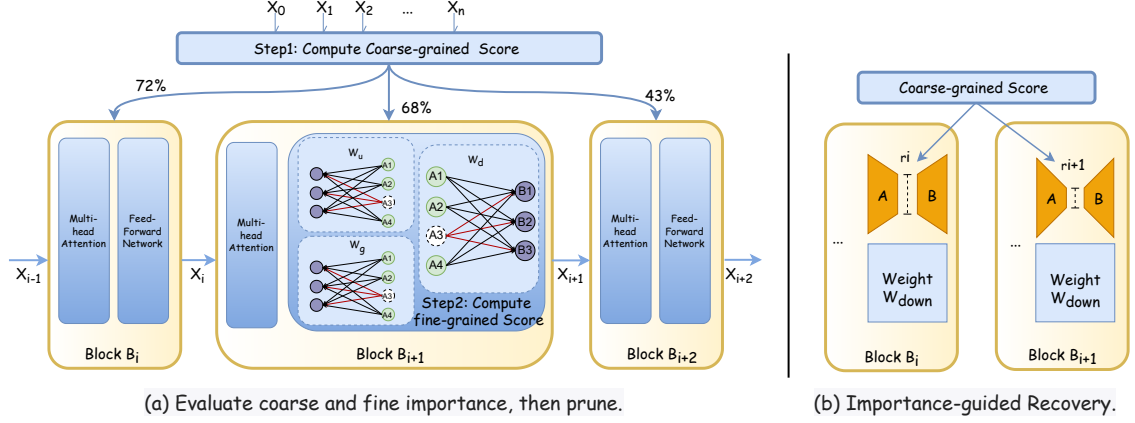 X0 X1 X2 ... Xn
Step1: Compute Coarse-grained Score
72%
68%
43%
Multi-
head
Attention
Feed-
Forward
Network
Block Bi
Multi-
head
Attention
Wu
A1
A2
A3
A4
Wg
A1
A2
A3
A4
Wd
A1
A2
A3
A4
B1
B2
B3
Step2: Compute
fine-grained Score
Block Bi+1
Multi-
head
Attention
Feed-
Forward
Network
Block Bi+2
Xi-1
Xi
Xi+1
Xi+2
(a) Evaluate coarse and fine importance, then prune.
Coarse-grained Score
ri
A B
...
Weight
Wdown
Block Bi
ri+1
A B
...
Weight
Wdown
Block Bi+1
(b) Importance-guided Recovery.